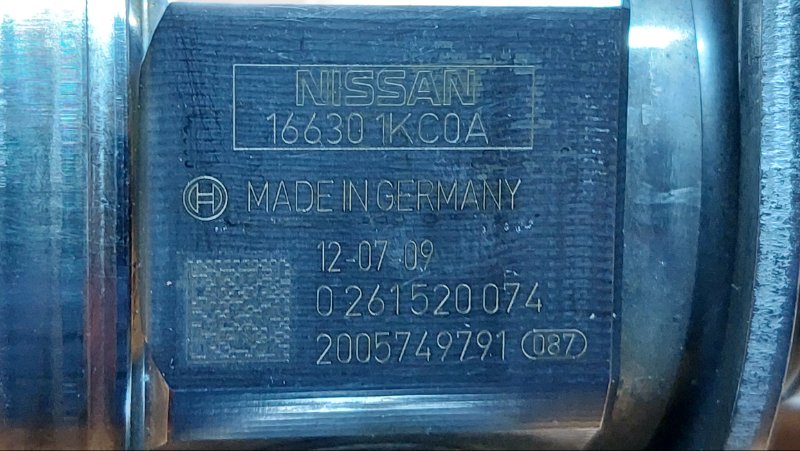 NISSAN
16630 1KC0A
MADE IN GERMANY
12-07-09
0 261 520 074
2005749791 087